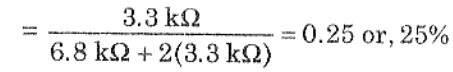 = 3.3 kΩ / 6.8 kΩ + 2(3.3 kΩ) = 0.25 or, 25%